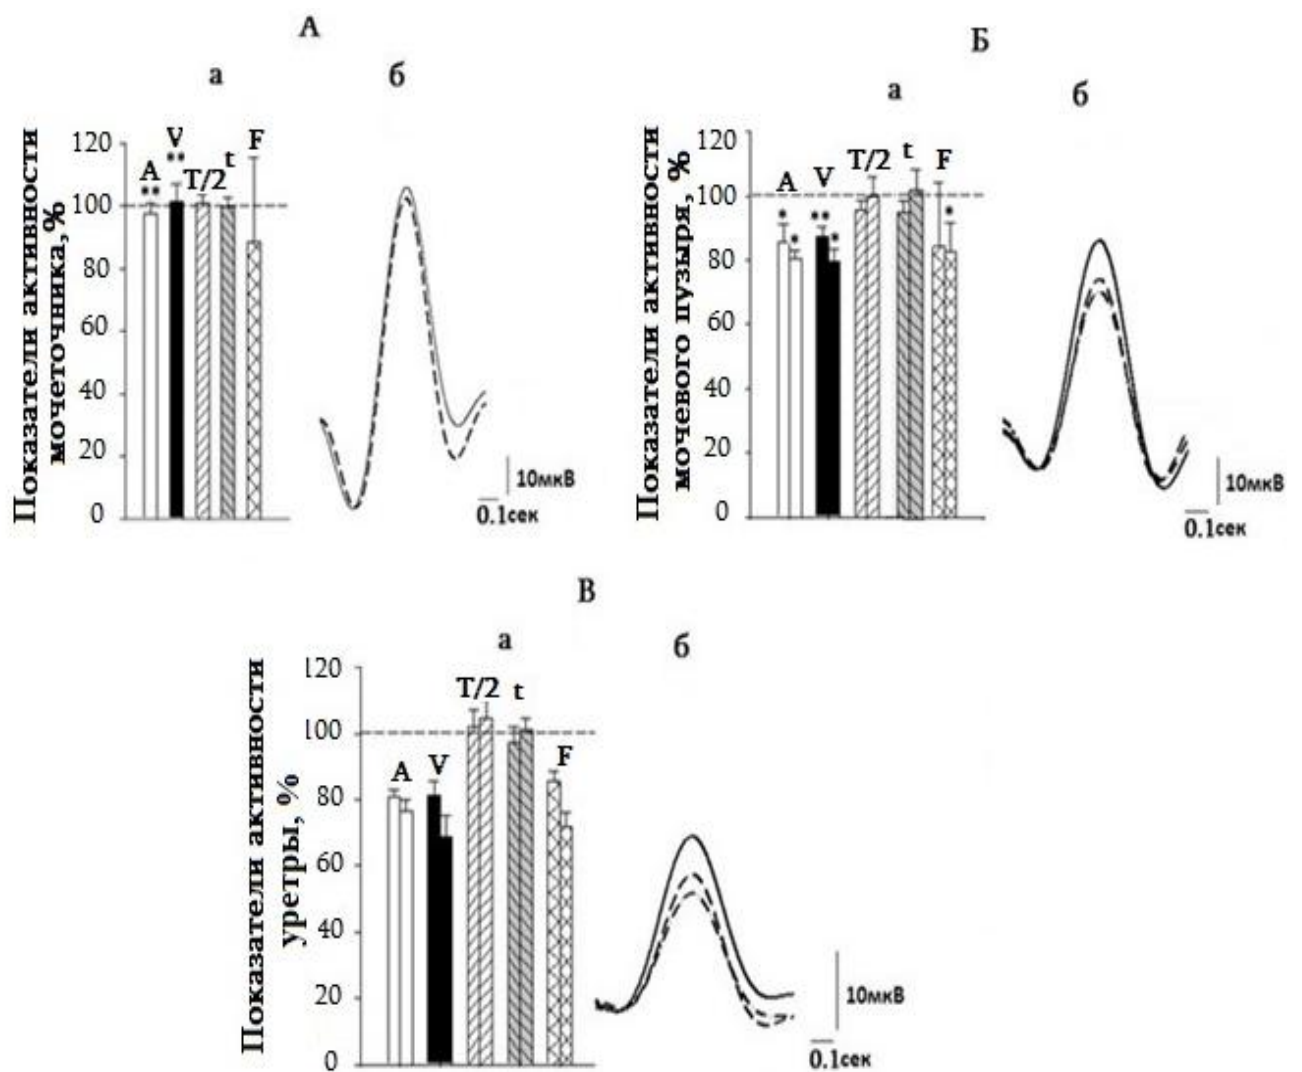 А
а
б
Показатели активности
мочеточника,%
120
100
80
60
40
20
0
A
**
V
**
T/2
t
F
10мкВ
0.1сек
Б
а
б
Показатели активности
мочевого пузыря, %
120
100
80
60
40
20
0
A
*
*
V
**
*
T/2
t
F
*
10мкВ
0.1сек
В
а
б
Показатели активности
уретры, %
120
100
80
60
40
20
0
A
V
T/2
t
F
10мкВ
0.1сек